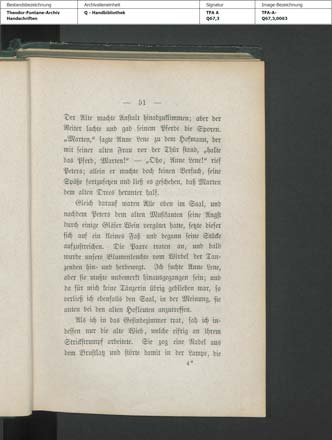 Bestandsbezeichnung
Theodor-Fontane-Archiv
Handschriften
Archivalieneinheit
Q - Handbibliothek
Signatur
TFA A
Q67,3
Image-Bezeichnung
TFA-A-
Q67,3,0063
— 51 —
Der Alte machte Anstalt hinabzuklimmen; aber der
Reiter lachte und gab seinem Pferde die Sporen.
„Marten,“ sagte Anne Lene zu dem Hofmann, der
mit seiner alten Frau vor der Thür stand, „halte
das Pferd, Marten!“ — „Oho, Anne Lene!“ rief
Peters; allein er machte doch keinen Versuch, seine
Späße fortzusetzen und ließ es geschehen, daß Marten
dem alten Drees herunter half.
Gleich darauf waren Alle oben im Saal, und
nachdem Peters dem alten Musikanten seine Angst
durch einige Gläser Wein vergütet hatte, setzte dieser
sich auf ein kleines Faß und begann seine Stücke
aufzustreichen. Die Paare traten an, und bald
wurde unsere Blumenleuchte vom Wirbel der Tan-
zenden hin- und herbewegt. Ich suchte Anne Lene,
aber sie mußte unbemerkt hinausgegangen sein; und
da für mich keine Tänzerin übrig geblieben war, so
verließ ich ebenfalls den Saal, in der Meinung, sie
unten bei den alten Hofleuten anzutreffen.
Als ich in das Gesindezimmer trat, sah ich in-
dessen nur die alte Wieb, welche eifrig an ihrem
Strickstrumpf arbeitete. Sie zog eine Nadel aus
dem Brustlatz und störte damit in der Lampe, die
4*